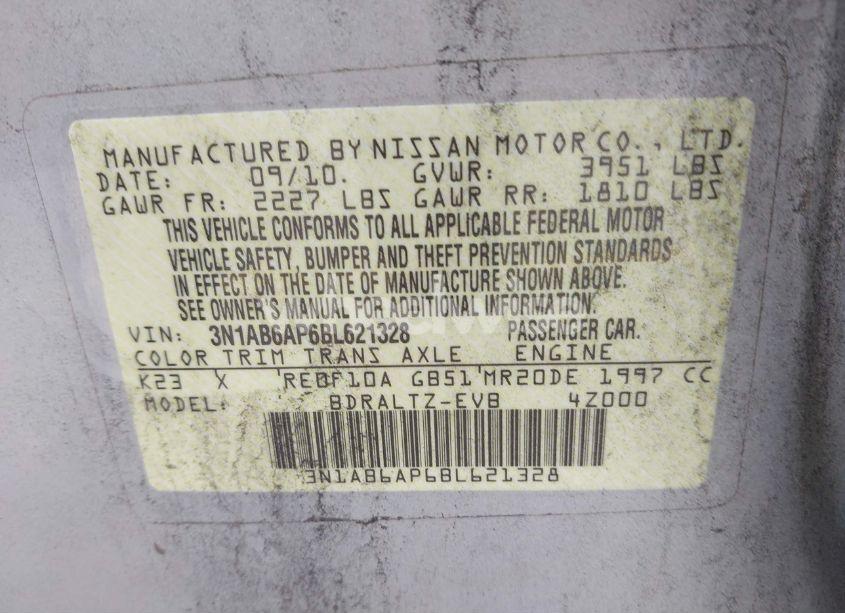 MANUFACTURED BY NISSAN MOTOR CO., LTD.
DATE: 09/10. GVWR: 3951 LBS
GAWR FR: 2227 LBS GAWR RR: 1810 LBS
THIS VEHICLE CONFORMS TO ALL APPLICABLE FEDERAL MOTOR
VEHICLE SAFETY, BUMPER AND THEFT PREVENTION STANDARDS
IN EFFECT ON THE DATE OF MANUFACTURE SHOWN ABOVE.
SEE OWNER'S MANUAL FOR ADDITIONAL INFORMATION.
VIN: 3N1AB6AP6BL621328 PASSENGER CAR.
COLOR TRIM TRANS AXLE ENGINE
K23 X RE0F10A GB51 MR20DE 1997 CC
MODEL: BDRALTZ-EVB 4Z000
3N1AB6AP6BL621328